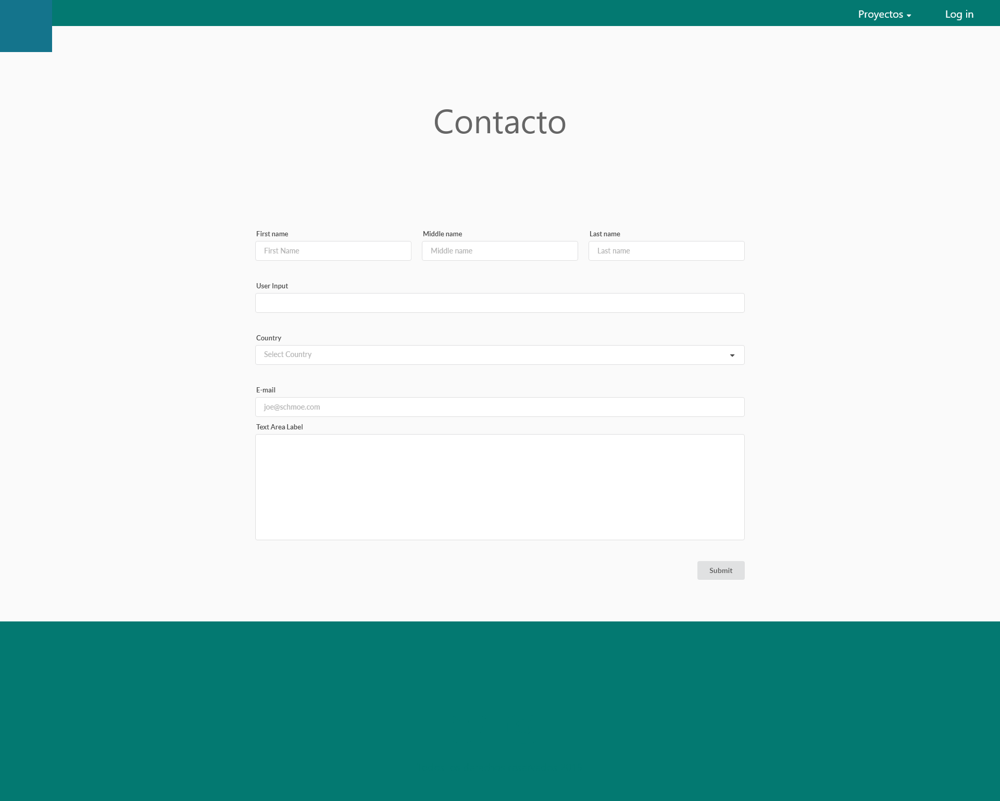 Proyectos Log in
Contacto
First name Middle name Last name
First Name Middle name Last name
User Input
Country
Select Country
E-mail
joe@schmoe.com
Text Area Label
Submit